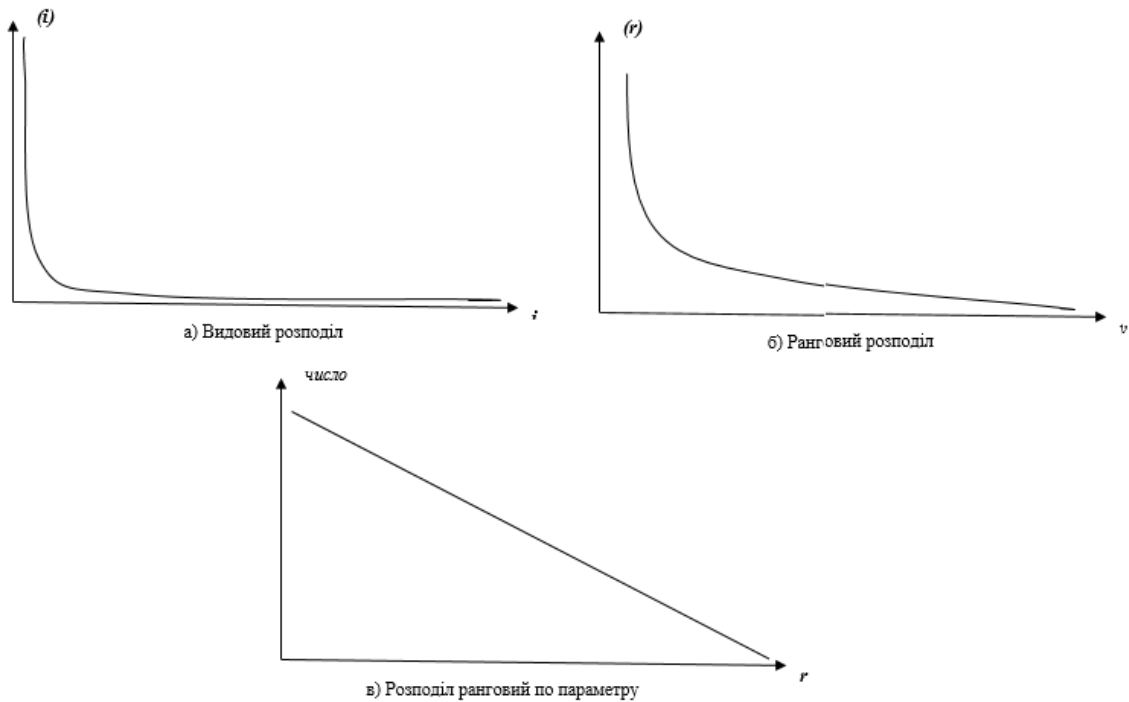 (i)
(r)
i
а) Видовий розподіл
v
б) Ранговий розподіл
число
r
в) Розподіл ранговий по параметру